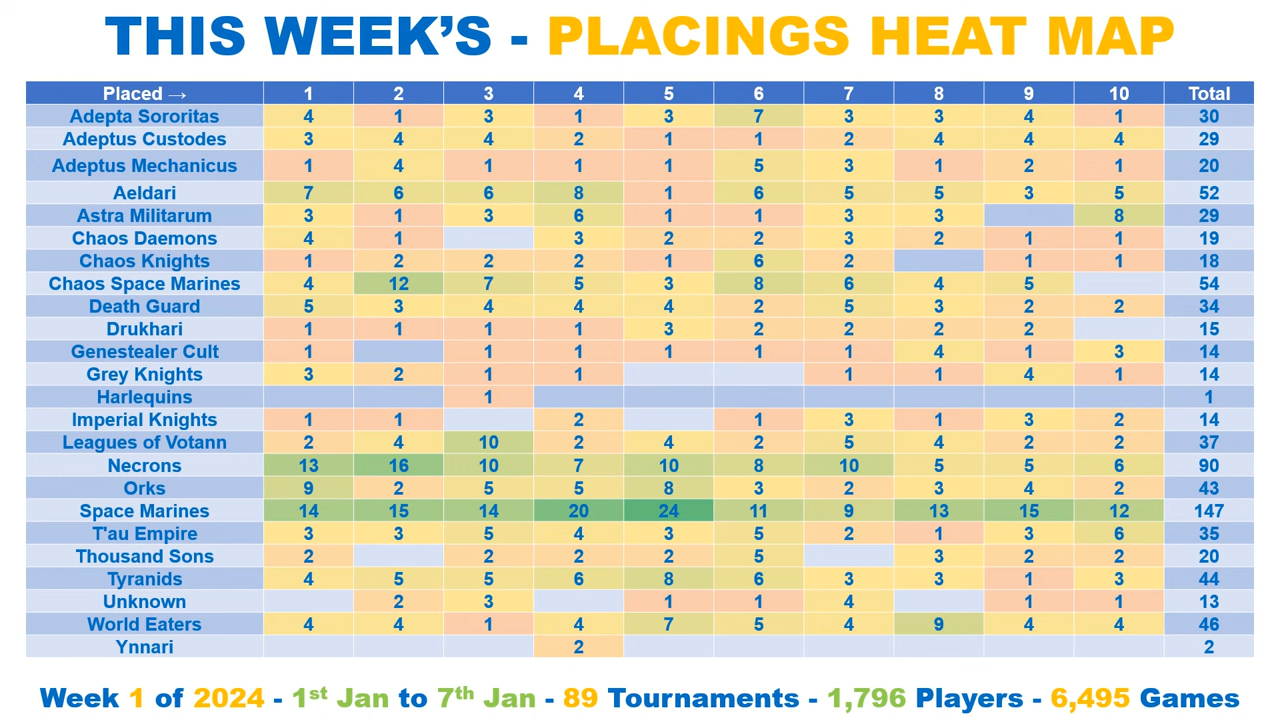 THIS WEEK'S - PLACINGS HEAT MAP
Placed → 1 2 3 4 5 6 7 8 9 10 Total
Adepta Sororitas 4 1 3 1 3 7 3 3 4 1 30
Adeptus Custodes 3 4 4 2 1 1 2 4 4 4 29
Adeptus Mechanicus 1 4 1 1 1 5 3 1 2 1 20
Aeldari 7 6 6 8 1 6 5 5 3 5 52
Astra Militarum 3 1 3 6 1 1 3 3 8 29
Chaos Daemons 4 1 3 2 2 3 2 1 1 19
Chaos Knights 1 2 2 2 1 6 2 1 1 18
Chaos Space Marines 4 12 7 5 3 8 6 4 5 54
Death Guard 5 3 4 4 4 2 5 3 2 2 34
Drukhari 1 1 1 1 3 2 2 2 2 15
Genestealer Cult 1 1 1 1 1 1 4 1 3 14
Grey Knights 3 2 1 1 1 1 4 1 14
Harlequins 1 1
Imperial Knights 1 1 2 1 3 1 3 2 14
Leagues of Votann 2 4 10 2 4 2 5 4 2 2 37
Necrons 13 16 10 7 10 8 10 5 5 6 90
Orks 9 2 5 5 8 3 2 3 4 2 43
Space Marines 14 15 14 20 24 11 9 13 15 12 147
T'au Empire 3 3 5 4 3 5 2 1 3 6 35
Thousand Sons 2 2 2 2 5 3 2 2 20
Tyranids 4 5 5 6 8 6 3 3 1 3 44
Unknown 2 3 1 1 4 1 1 13
World Eaters 4 4 1 4 7 5 4 9 4 4 46
Ynnari 2 2
Week 1 of 2024 - 1st Jan to 7th Jan - 89 Tournaments - 1,796 Players - 6,495 Games